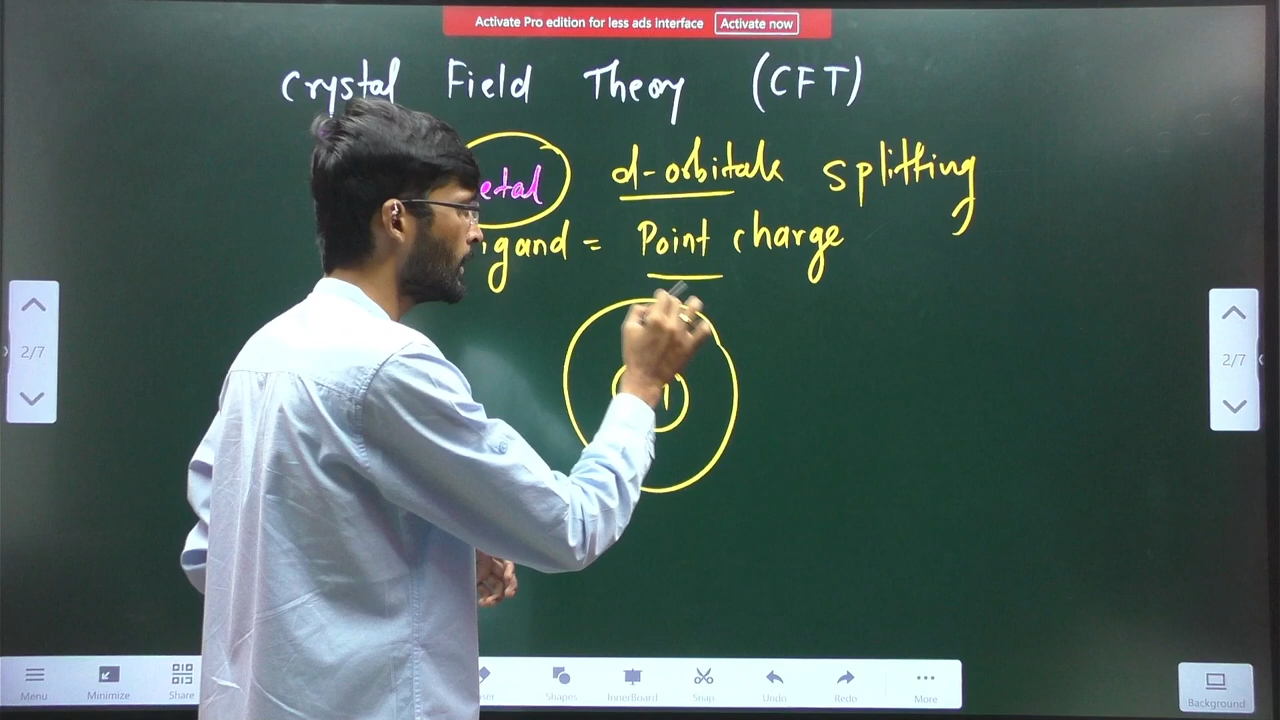 Activate Pro edition for less ads interface Activate now
Crystal Field Theory (CFT)
etal d-orbitals splitting
igand = Point charge
2/7
2/7
Menu Minimize Share Shapes InnerBoard Snap Undo Redo More
Background